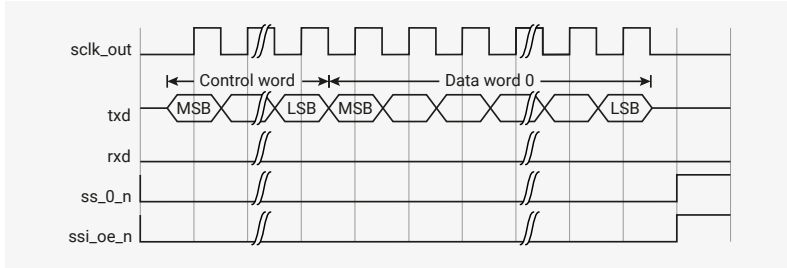 sclk_out
Control word Data word 0
txd MSB LSB MSB LSB
rxd
ss_0_n
ssi_oe_n